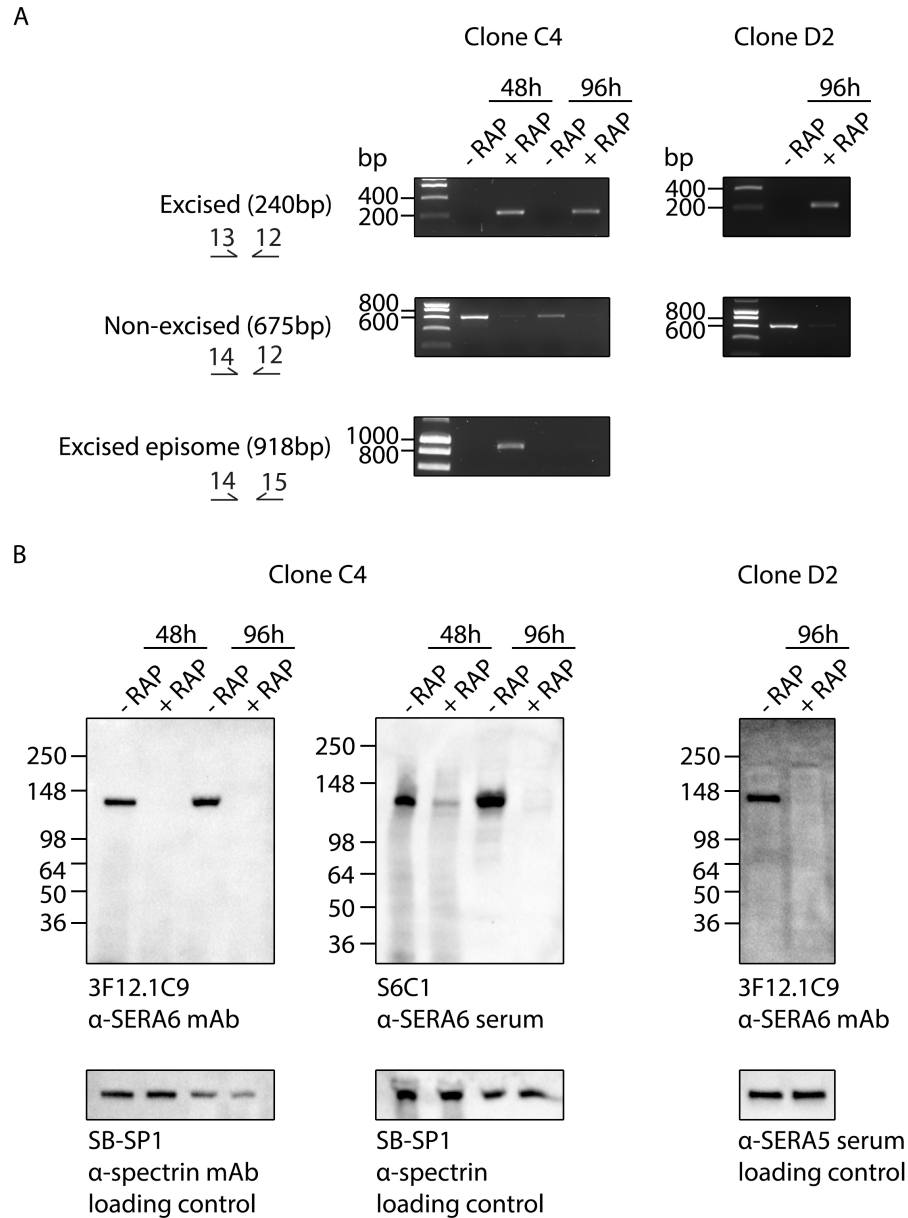 A
Clone C4
Clone D2
48h
96h
96h
- RAP
+ RAP
- RAP
+ RAP
- RAP
+ RAP
bp
bp
Excised (240bp)
13
12
400
200
400
200
Non-excised (675bp)
14
12
800
600
800
600
Excised episome (918bp)
14
15
1000
800
B
Clone C4
Clone D2
48h
96h
48h
96h
96h
- RAP
+ RAP
- RAP
+ RAP
- RAP
+ RAP
- RAP
+ RAP
- RAP
+ RAP
250
148
98
64
50
36
250
148
98
64
50
36
250
148
98
64
50
36
3F12.1C9
α-SERA6 mAb
S6C1
α-SERA6 serum
3F12.1C9
α-SERA6 mAb
SB-SP1
α-spectrin mAb
loading control
SB-SP1
α-spectrin
loading control
α-SERA5 serum
loading control